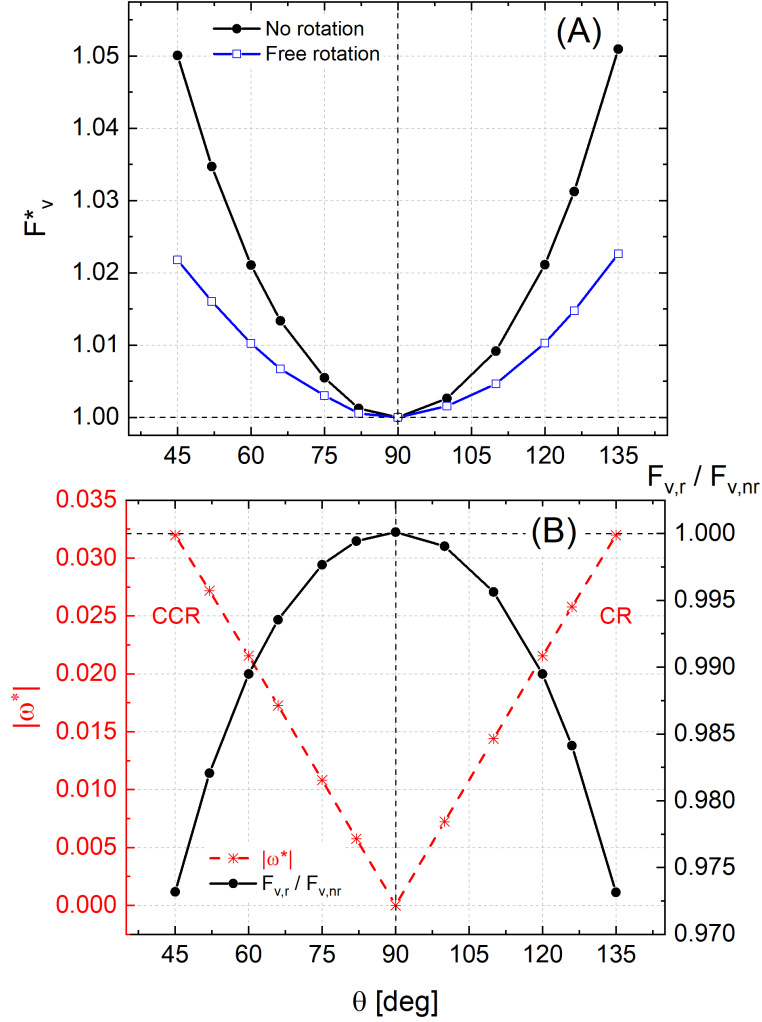 No rotation
Free rotation
(A)
1.05
1.04
1.03
1.02
1.01
1.00
F*v
45 60 75 90 105 120 135
Fv,r / Fv,nr
(B)
0.035
0.030
0.025
0.020
0.015
0.010
0.005
0.000
|ω*|
CCR
CR
1.000
0.995
0.990
0.985
0.980
0.975
0.970
|ω*|
Fv,r / Fv,nr
45 60 75 90 105 120 135
θ [deg]